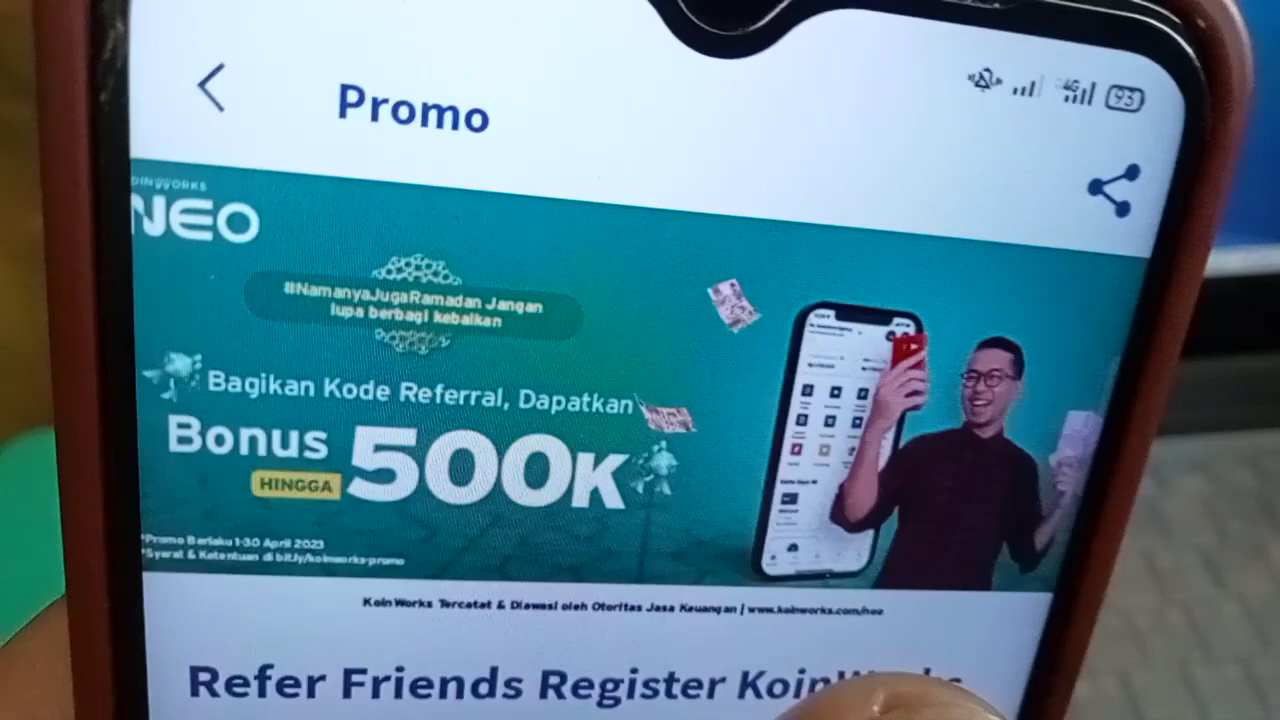 Promo
4G
93
NEO
#NamanyaJugaRamadan Jangan
lupa berbagi kebaikan
Bagikan Kode Referral, Dapatkan
Bonus
HINGGA
500K
*Promo Berlaku 1-30 April 2023
*Syarat & Ketentuan di bit.ly/koinworks-promo
KoinWorks Tercatat & Diawasi oleh Otoritas Jasa Keuangan | www.koinworks.com/neo
Refer Friends Register